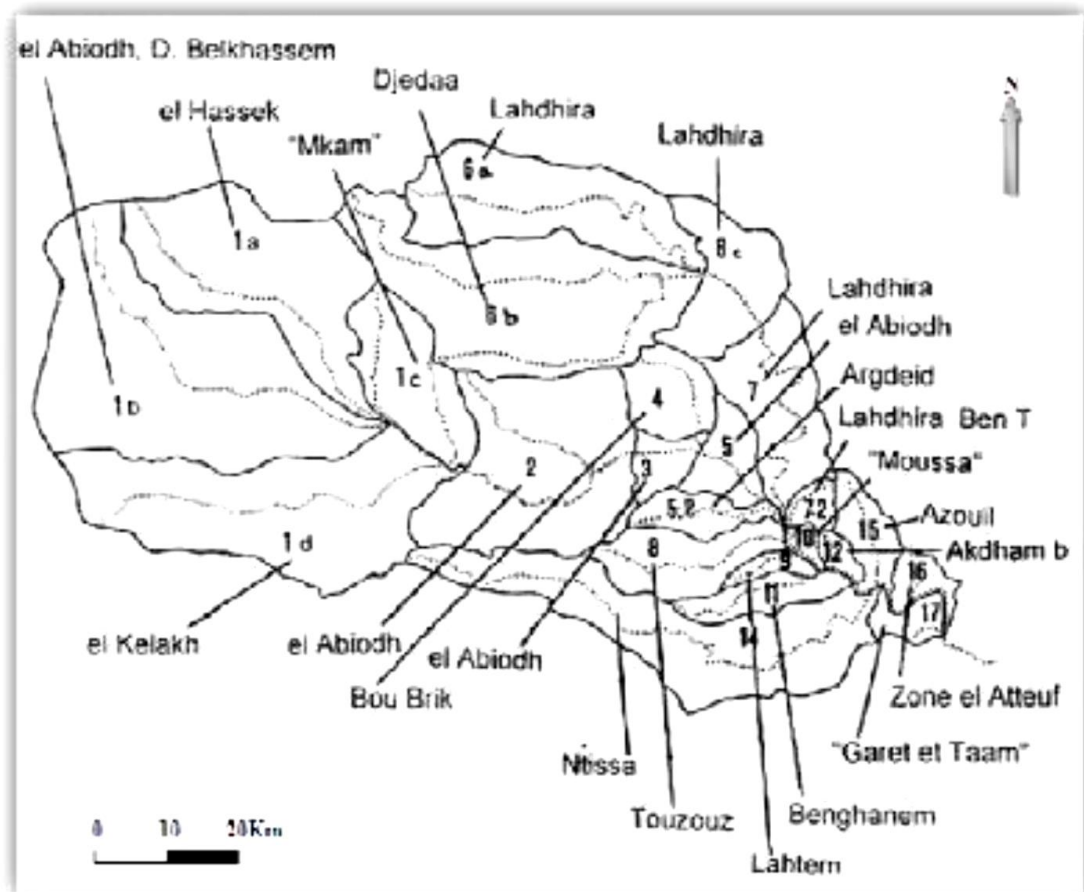 el Abiodh, D. Belkhassem
Djedaa
el Hassek
Lahdhira
"Mkam"
Lahdhira
N
6a
1a
8c
6b
Lahdhira
el Abiodh
1c
7
Argdeid
1b
4
Lahdhira Ben T
5
"Moussa"
2
3
5,2
7.2
15
Azouil
1d
8
10
9
12
Akdham b
16
11
17
14
el Kelakh
el Abiodh
el Abiodh
Bou Brik
Zone el Atteuf
"Garet et Taam"
Ntissa
Touzouz
Benghanem
Lahtem
0 10 20Km